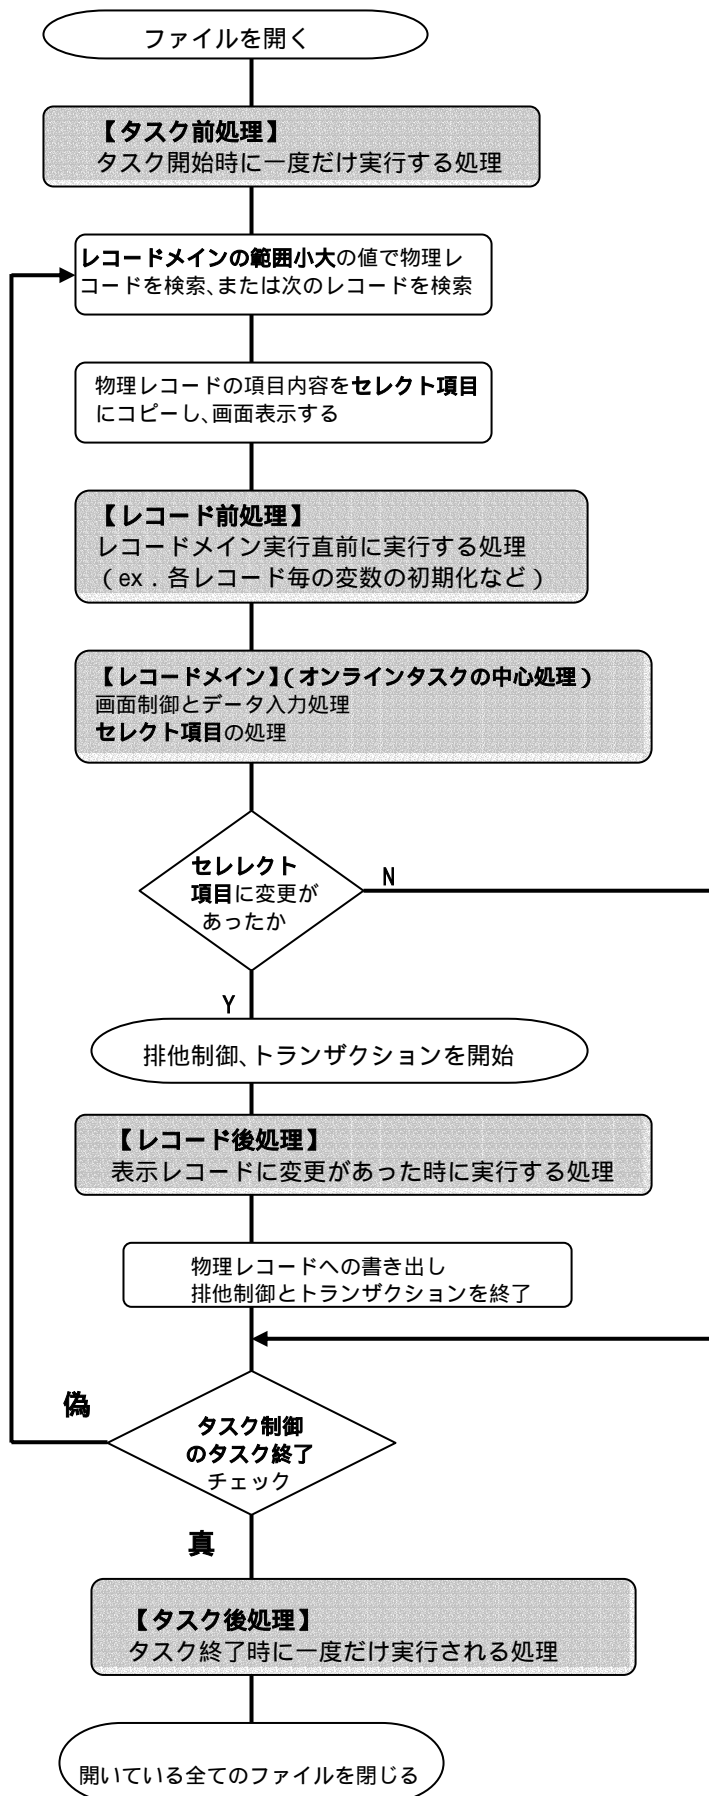 ファイルを開く
【タスク前処理】
タスク開始時に一度だけ実行する処理
レコードメインの範囲小大の値で物理レ
コードを検索、または次のレコードを検索
物理レコードの項目内容をセレクト項目
にコピーし、画面表示する
【レコード前処理】
レコードメイン実行直前に実行する処理
（ex．各レコード毎の変数の初期化など）
【レコードメイン】（オンラインタスクの中心処理）
画面制御とデータ入力処理
セレクト項目の処理
セレレクト
項目に変更が
あったか
N
Y
排他制御、トランザクションを開始
【レコード後処理】
表示レコードに変更があった時に実行する処理
物理レコードへの書き出し
排他制御とトランザクションを終了
偽
タスク制御
のタスク終了
チェック
真
【タスク後処理】
タスク終了時に一度だけ実行される処理
開いている全てのファイルを閉じる